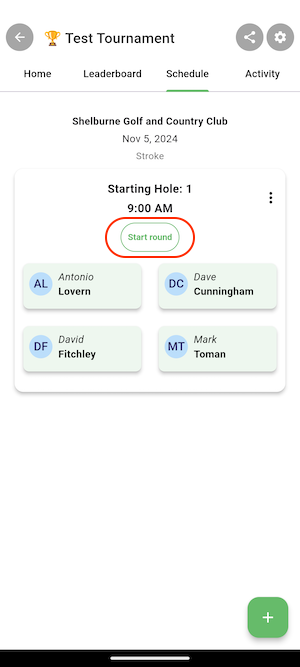 🏆 Test Tournament
Home Leaderboard Schedule Activity
Shelburne Golf and Country Club
Nov 5, 2024
Stroke
Starting Hole: 1
9:00 AM
Start round
AL Antonio Lovern
DC Dave Cunningham
DF David Fitchley
MT Mark Toman